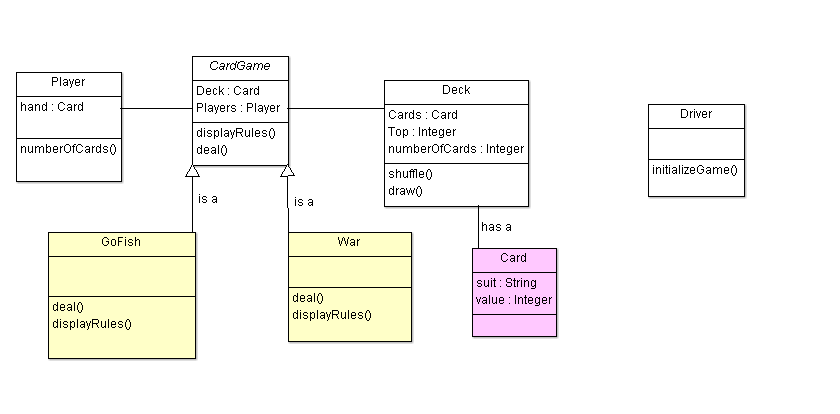 Player
hand : Card
numberOfCards()
CardGame
Deck : Card
Players : Player
displayRules()
deal()
Deck
Cards : Card
Top : Integer
numberOfCards : Integer
shuffle()
draw()
Driver
initializeGame()
is a
is a
has a
GoFish
deal()
displayRules()
War
deal()
displayRules()
Card
suit : String
value : Integer